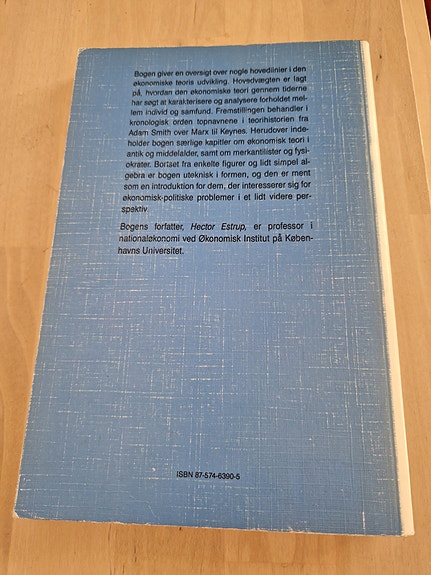 Bogen giver en oversigt over nogle hovedlinier i den
økonomiske teoris udvikling. Hovedvægten er lagt
på, hvordan den økonomiske teori gennem tiderne
har søgt at karakterisere og analysere forholdet mel-
lem individ og samfund. Fremstillingen behandler i
kronologisk orden topnavnene i teorihistorien fra
Adam Smith over Marx til Keynes. Herudover inde-
holder bogen særlige kapitler om økonomisk teori i
antik og middelalder, samt om merkantilister og fysi-
okrater. Bortset fra enkelte figurer og lidt simpel al-
gebra er bogen uteknisk i formen, og den er ment
som en introduktion for dem, der interesserer sig for
økonomisk-politiske problemer i et lidt videre per-
spektiv.
Bogens forfatter, Hector Estrup, er professor i
nationaløkonomi ved Økonomisk Institut på Køben-
havns Universitet.
ISBN 87-574-6390-5